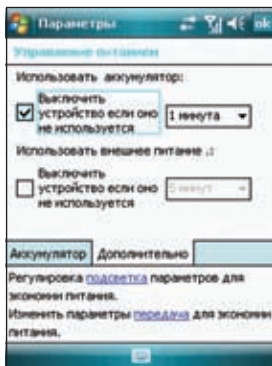 Параметры ok
Управление питанием
Использовать аккумулятор:
Выключить
устройство если оно
не используется
1 минута
Использовать внешнее питание .:
Выключить
устройство если оно
не используется
5 минут
Аккумулятор Дополнительно
Регулировка подсветка параметров для
экономии питания.
Изменить параметры передача для экономии
питания.